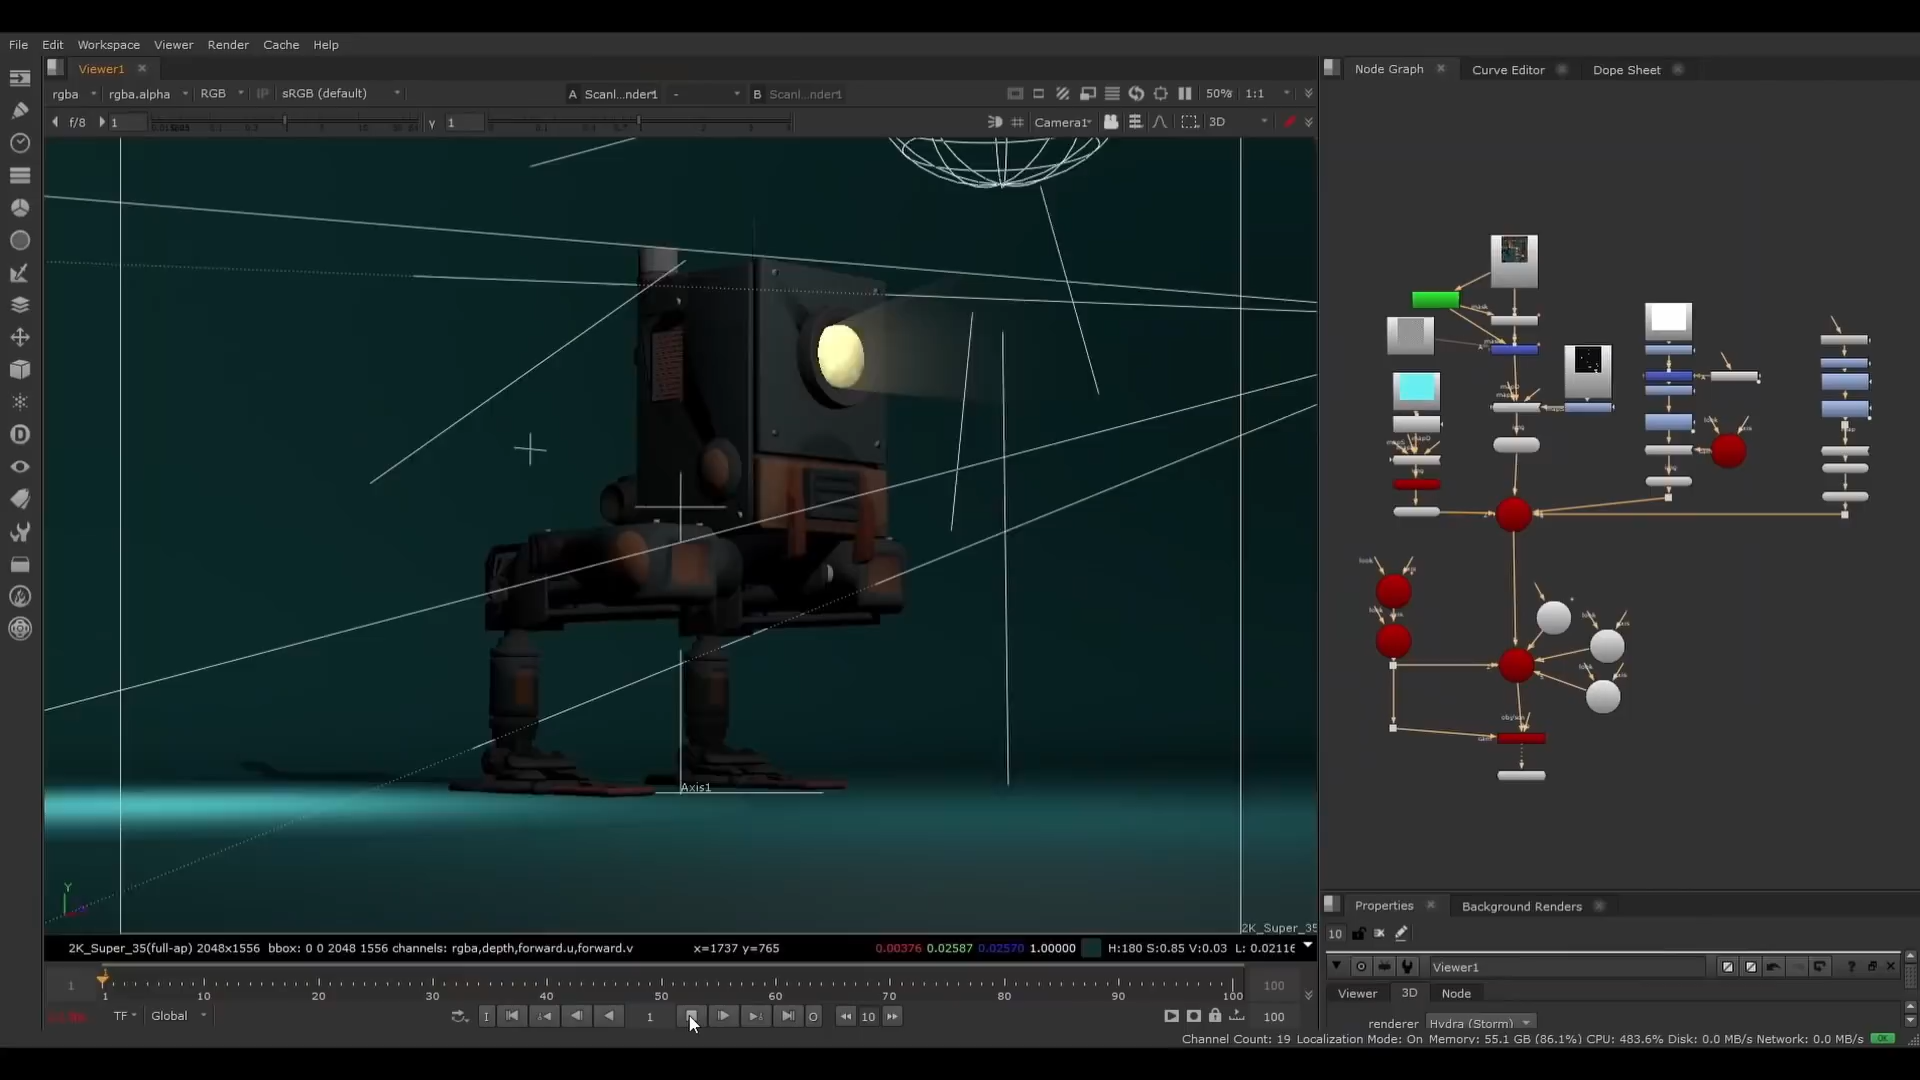 File Edit Workspace Viewer Render Cache Help
Viewer1
Node Graph Curve Editor Dope Sheet
rgba rgba.alpha RGB IP sRGB (default) A Scanl...nder1 - B Scanl...nder1 50% 1:1
f/8 1 γ 1 Camera1 3D
Axis1
Y
2K_Super_35
2K_Super_35(full-ap) 2048x1556 bbox: 0 0 2048 1556 channels: rgba,depth,forward.u,forward.v x=1737 y=765 0.00376 0.02587 0.02570 1.00000 H:180 S:0.85 V:0.03 L: 0.02116
1 1 10 20 30 40 50 60 70 80 90 100 100
TF Global I 1 O 10 100
Properties Background Renders
10
Viewer1
Viewer 3D Node
renderer Hydra (Storm)
Channel Count: 19 Localization Mode: On Memory: 55.1 GB (86.1%) CPU: 483.6% Disk: 0.0 MB/s Network: 0.0 MB/s OK